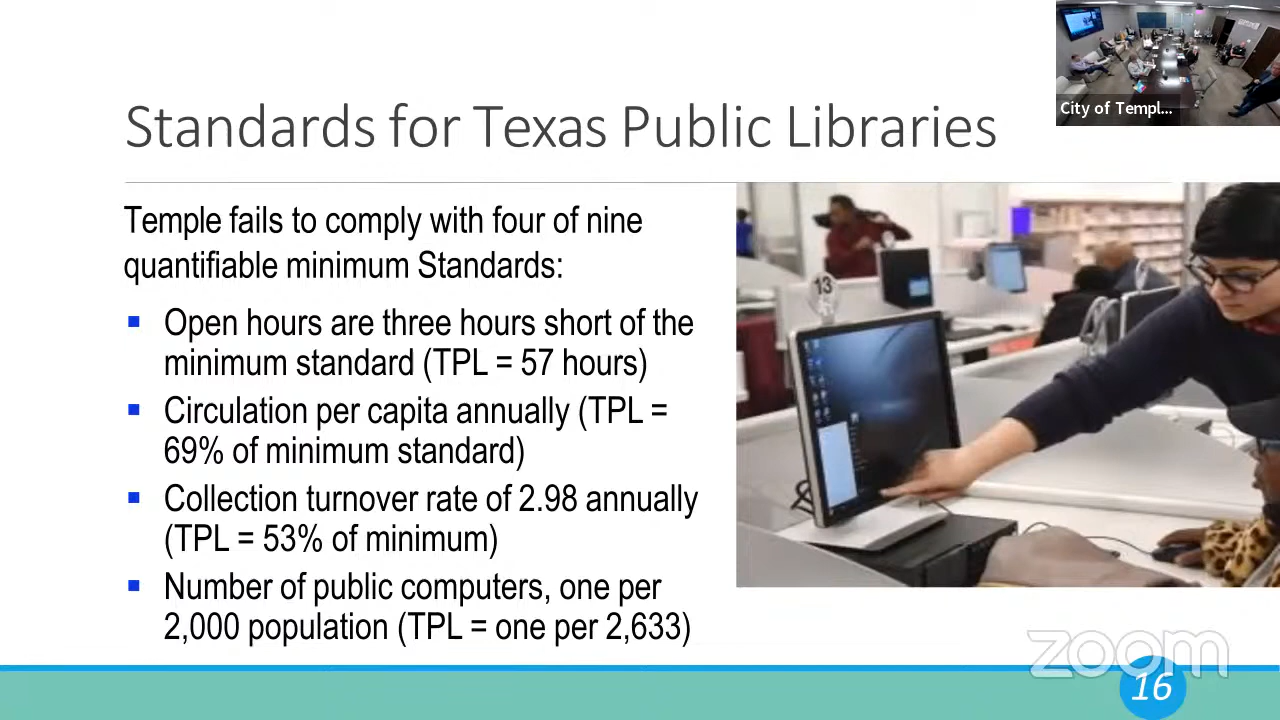 City of Templ...
Standards for Texas Public Libraries
Temple fails to comply with four of nine
quantifiable minimum Standards:
Open hours are three hours short of the
minimum standard (TPL = 57 hours)
Circulation per capita annually (TPL =
69% of minimum standard)
Collection turnover rate of 2.98 annually
(TPL = 53% of minimum)
Number of public computers, one per
2,000 population (TPL = one per 2,633)
13
zoom
16